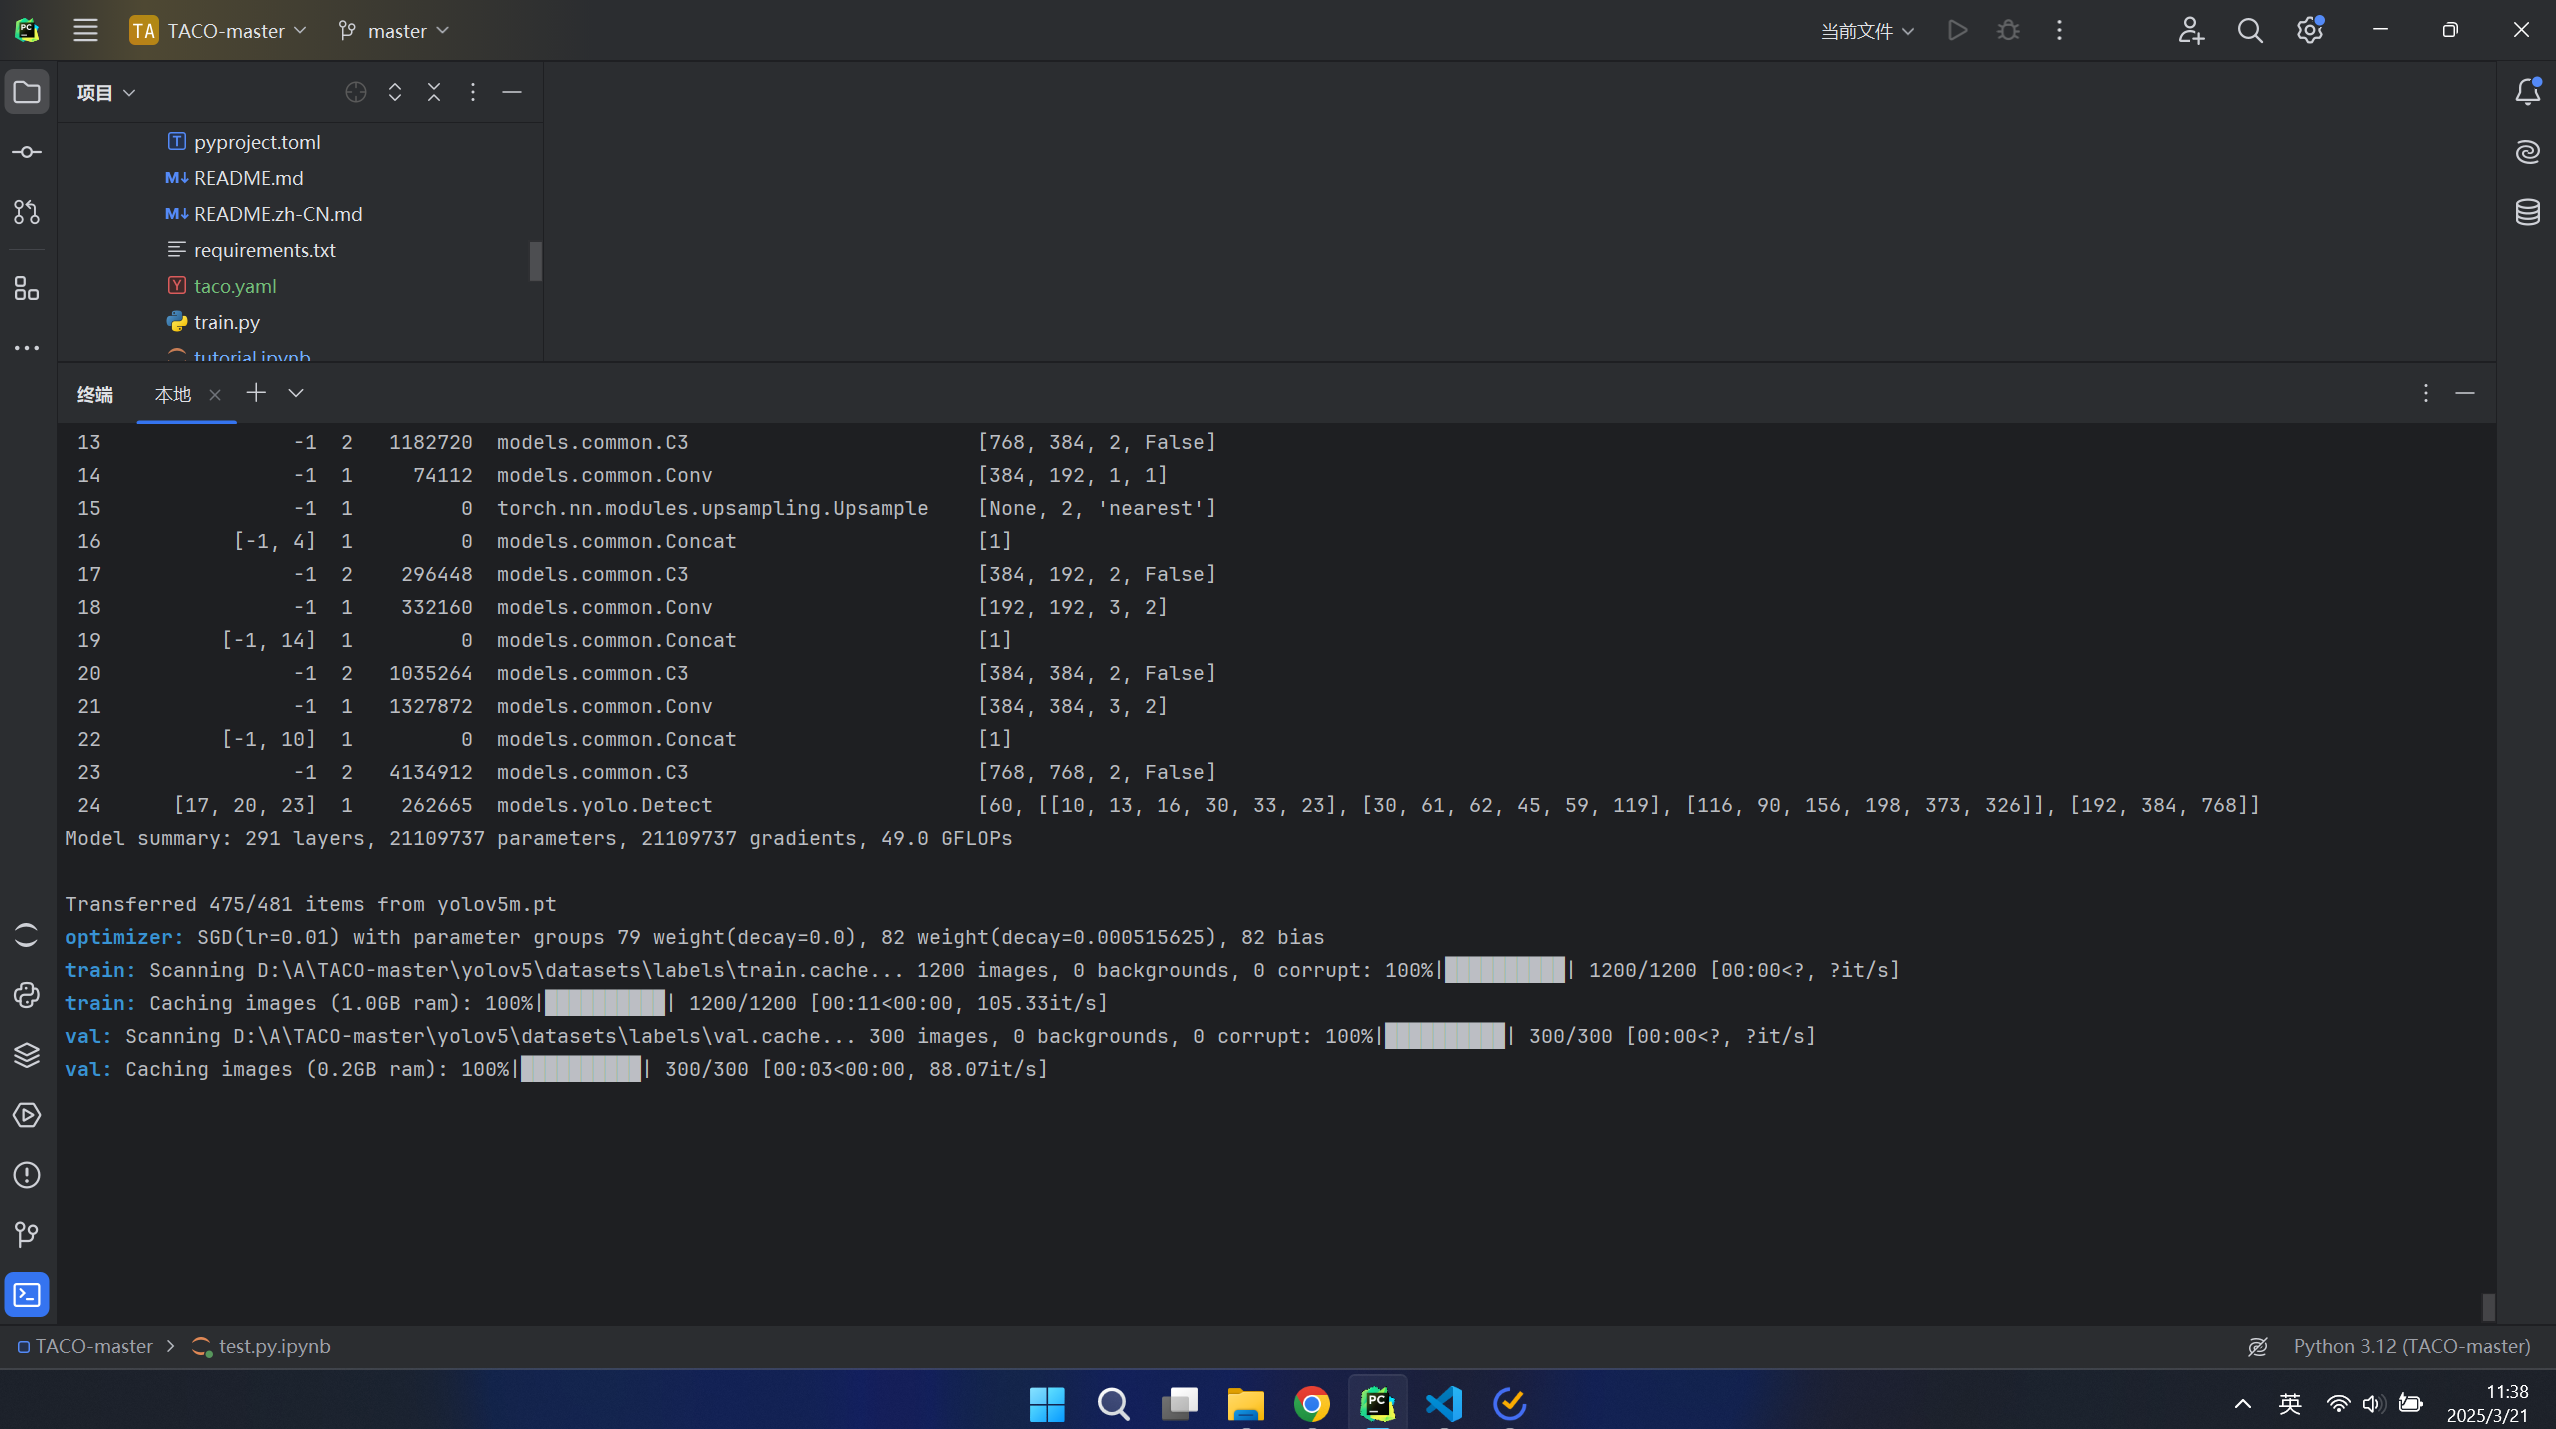 TA TACO-master master 当前文件
项目
pyproject.toml
README.md
README.zh-CN.md
requirements.txt
taco.yaml
train.py
tutorial.ipynb
终端 本地
13 -1 2 1182720 models.common.C3 [768, 384, 2, False]
14 -1 1 74112 models.common.Conv [384, 192, 1, 1]
15 -1 1 0 torch.nn.modules.upsampling.Upsample [None, 2, 'nearest']
16 [-1, 4] 1 0 models.common.Concat [1]
17 -1 2 296448 models.common.C3 [384, 192, 2, False]
18 -1 1 332160 models.common.Conv [192, 192, 3, 2]
19 [-1, 14] 1 0 models.common.Concat [1]
20 -1 2 1035264 models.common.C3 [384, 384, 2, False]
21 -1 1 1327872 models.common.Conv [384, 384, 3, 2]
22 [-1, 10] 1 0 models.common.Concat [1]
23 -1 2 4134912 models.common.C3 [768, 768, 2, False]
24 [17, 20, 23] 1 262665 models.yolo.Detect [60, [[10, 13, 16, 30, 33, 23], [30, 61, 62, 45, 59, 119], [116, 90, 156, 198, 373, 326]], [192, 384, 768]]
Model summary: 291 layers, 21109737 parameters, 21109737 gradients, 49.0 GFLOPs
Transferred 475/481 items from yolov5m.pt
optimizer: SGD(lr=0.01) with parameter groups 79 weight(decay=0.0), 82 weight(decay=0.000515625), 82 bias
train: Scanning D:\A\TACO-master\yolov5\datasets\labels\train.cache... 1200 images, 0 backgrounds, 0 corrupt: 100%|██████████| 1200/1200 [00:00<?, ?it/s]
train: Caching images (1.0GB ram): 100%|██████████| 1200/1200 [00:11<00:00, 105.33it/s]
val: Scanning D:\A\TACO-master\yolov5\datasets\labels\val.cache... 300 images, 0 backgrounds, 0 corrupt: 100%|██████████| 300/300 [00:00<?, ?it/s]
val: Caching images (0.2GB ram): 100%|██████████| 300/300 [00:03<00:00, 88.07it/s]
TACO-master > test.py.ipynb Python 3.12 (TACO-master)
英 11:38
2025/3/21